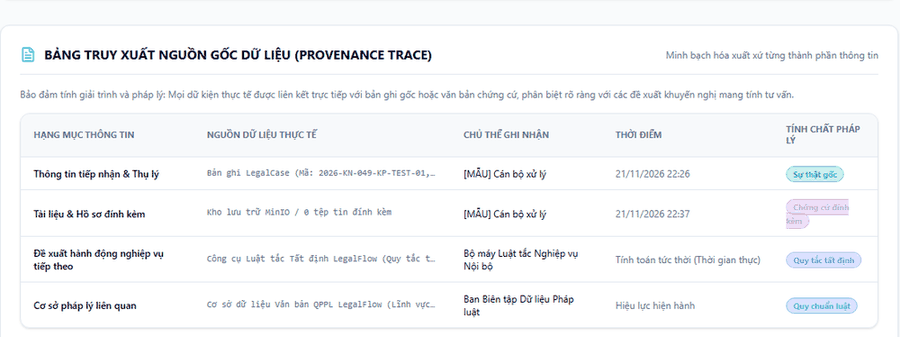 BẢNG TRUY XUẤT NGUỒN GỐC DỮ LIỆU (PROVENANCE TRACE)
Minh bạch hóa xuất xứ từng thành phần thông tin
Bảo đảm tính giải trình và pháp lý: Mọi dữ kiện thực tế được liên kết trực tiếp với bản ghi gốc hoặc văn bản chứng cứ, phân biệt rõ ràng với các đề xuất khuyến nghị mang tính tư vấn.
HẠNG MỤC THÔNG TIN
NGUỒN DỮ LIỆU THỰC TẾ
CHỦ THỂ GHI NHẬN
THỜI ĐIỂM
TÍNH CHẤT PHÁP
LÝ
Thông tin tiếp nhận & Thụ lý
Bản ghi LegalCase (Mã: 2026-KN-049-KP-TEST-01,…
[MẪU] Cán bộ xử lý
21/11/2026 22:26
Sự thật gốc
Tài liệu & Hồ sơ đính kèm
Kho lưu trữ MinIO / 0 tệp tin đính kèm
[MẪU] Cán bộ xử lý
21/11/2026 22:37
Chứng cứ đính
kèm
Đề xuất hành động nghiệp vụ
tiếp theo
Công cụ Luật tắc Tất định LegalFlow (Quy tắc t…
Bộ máy Luật tắc Nghiệp vụ
Nội bộ
Tính toán tức thời (Thời gian thực)
Quy tắc tất định
Cơ sở pháp lý liên quan
Cơ sở dữ liệu Văn bản QPPL LegalFlow (Lĩnh vực…
Ban Biên tập Dữ liệu Pháp
luật
Hiệu lực hiện hành
Quy chuẩn luật